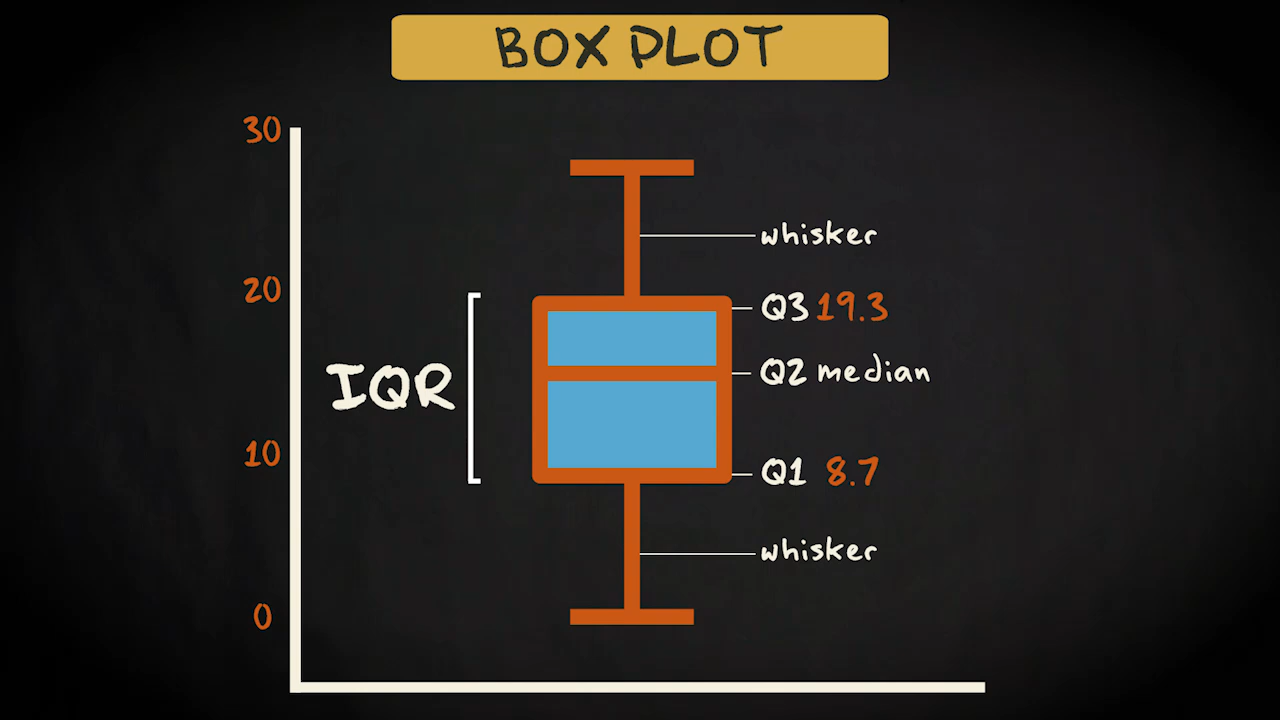 BOX PLOT
30
whisker
20
Q3 19.3
IQR
Q2 median
10
Q1 8.7
whisker
0